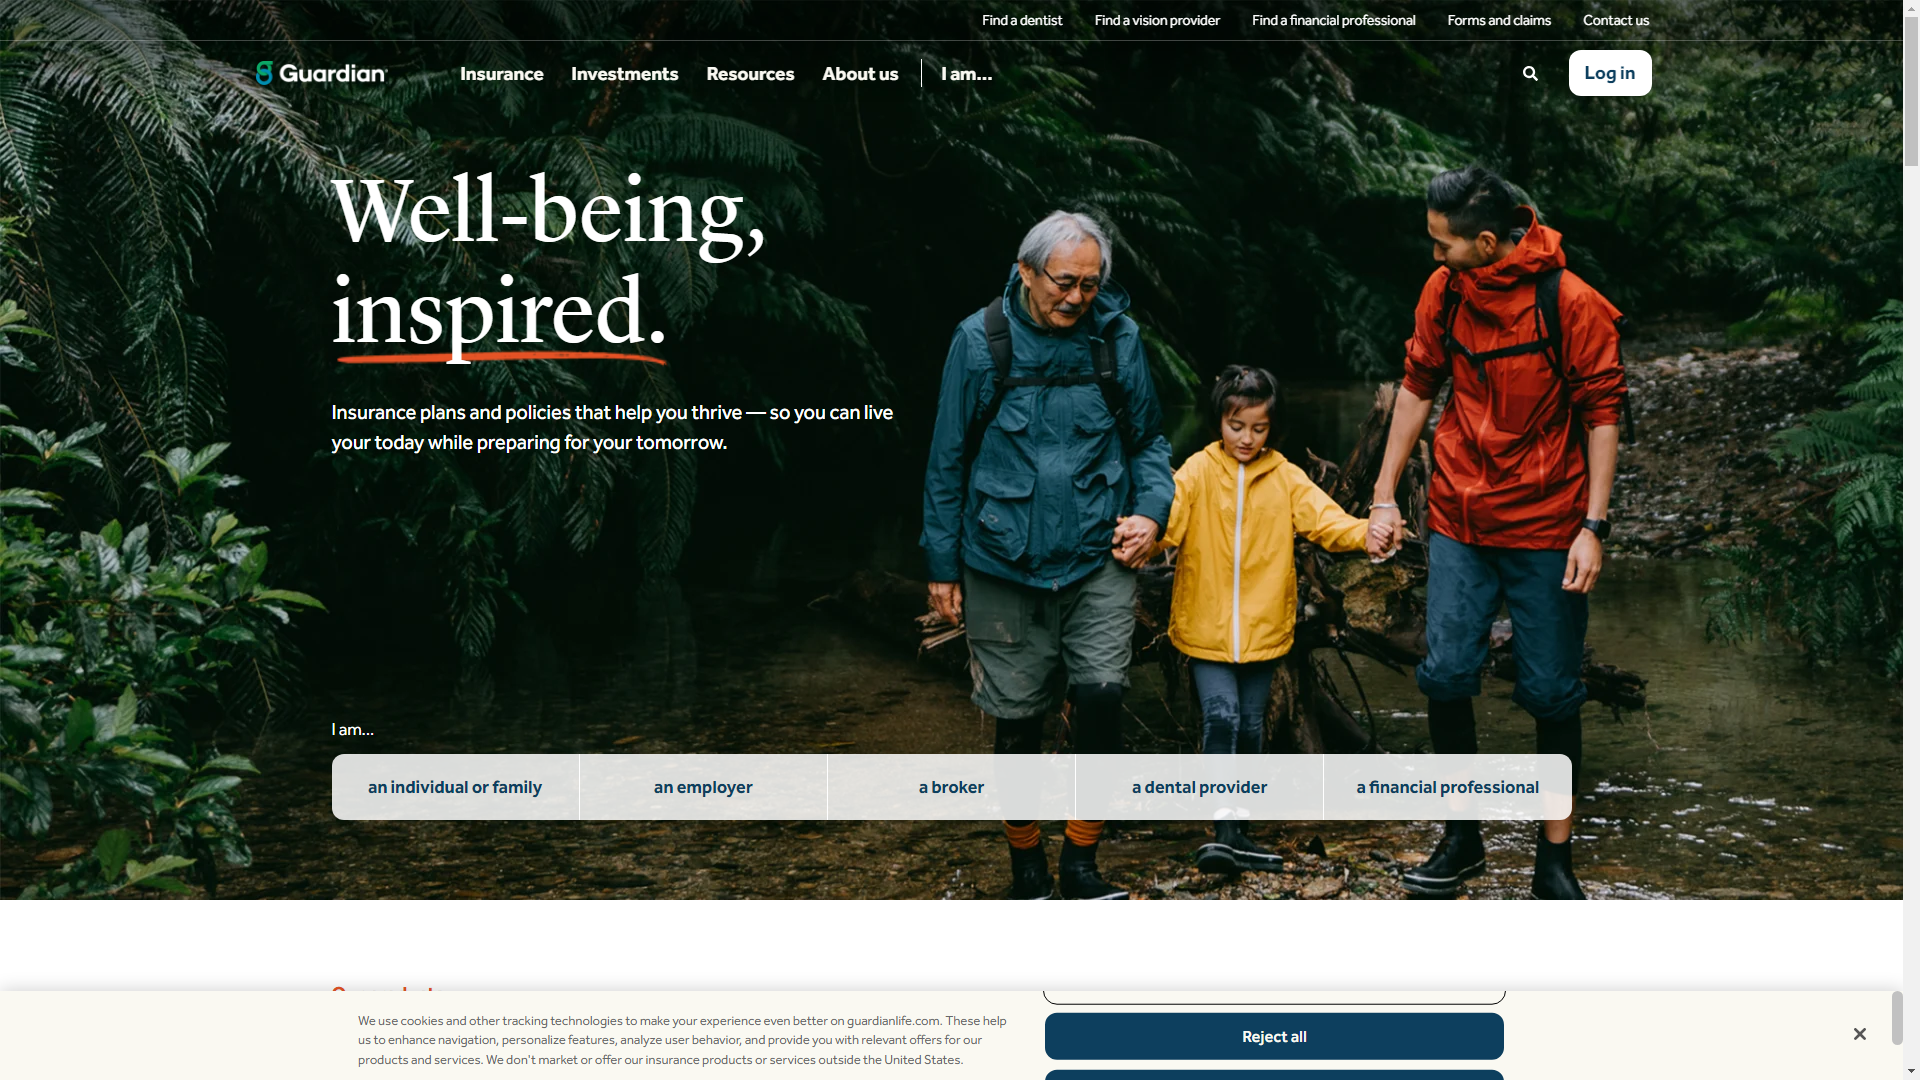 Find a dentist
Find a vision provider
Find a financial professional
Forms and claims
Contact us
Guardian
Insurance
Investments
Resources
About us
I am...
Log in
Well-being,
inspired.
Insurance plans and policies that help you thrive — so you can live
your today while preparing for your tomorrow.
I am...
an individual or family
an employer
a broker
a dental provider
a financial professional
We use cookies and other tracking technologies to make your experience even better on guardianlife.com. These help
us to enhance navigation, personalize features, analyze user behavior, and provide you with relevant offers for our
products and services. We don't market or offer our insurance products or services outside the United States.
Reject all